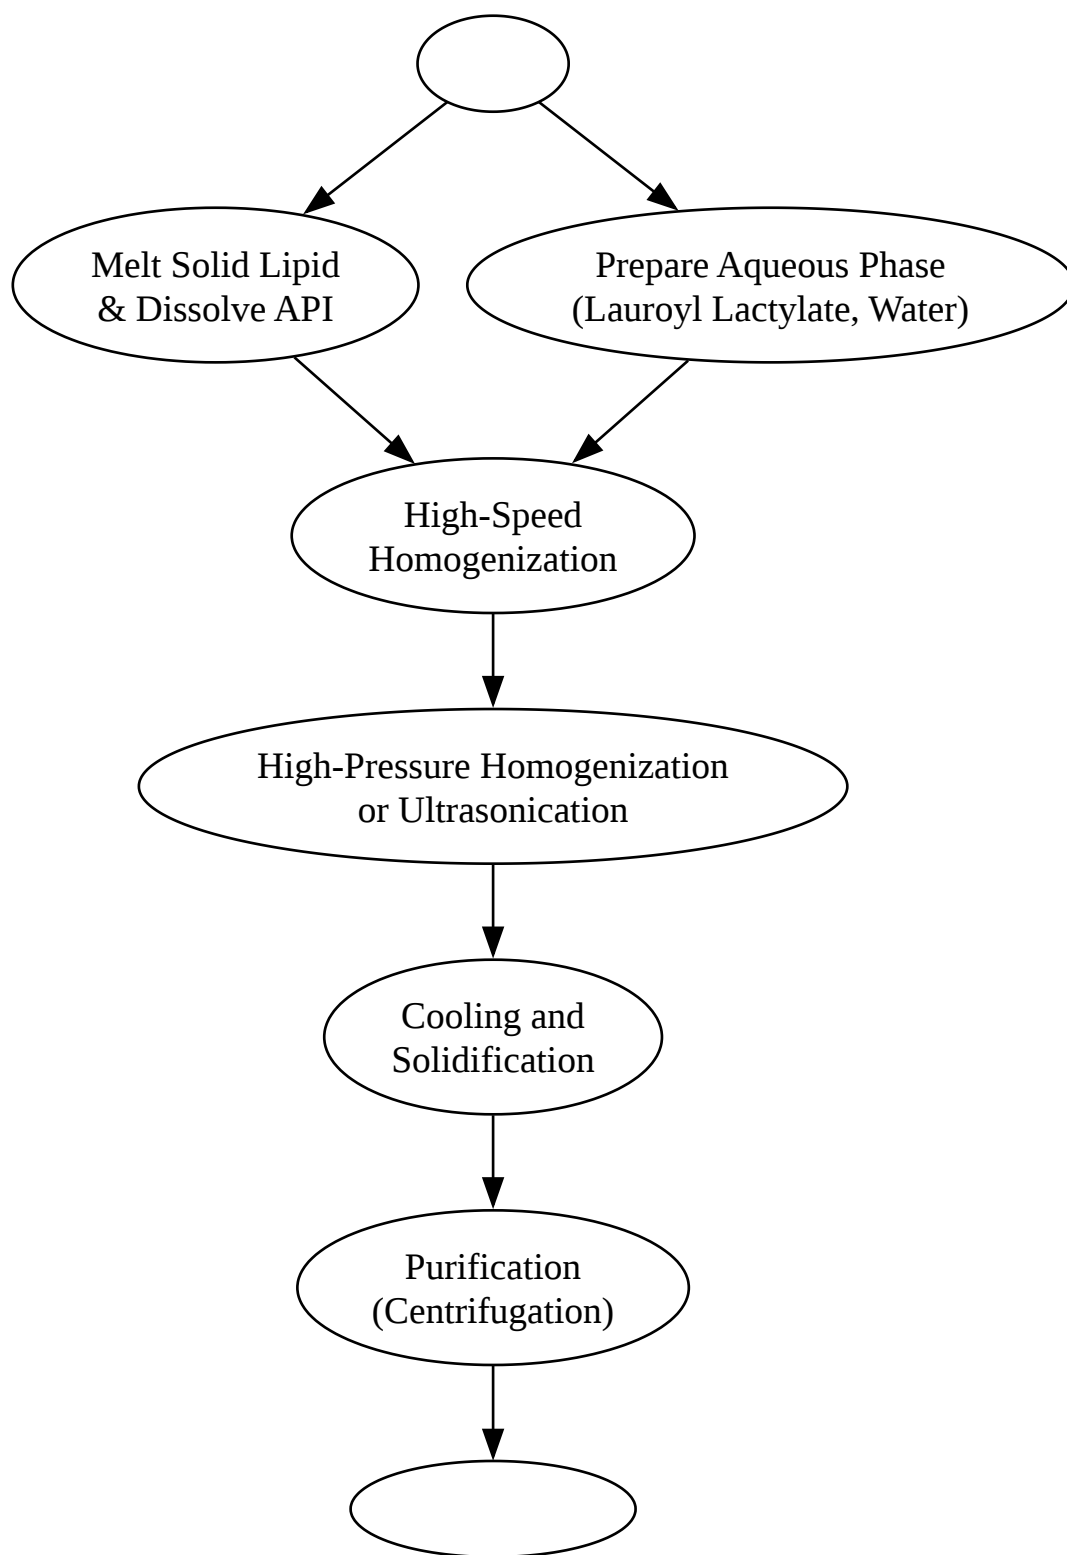 Melt Solid Lipid
& Dissolve API
Prepare Aqueous Phase
(Lauroyl Lactylate, Water)
High-Speed
Homogenization
High-Pressure Homogenization
or Ultrasonication
Cooling and
Solidification
Purification
(Centrifugation)